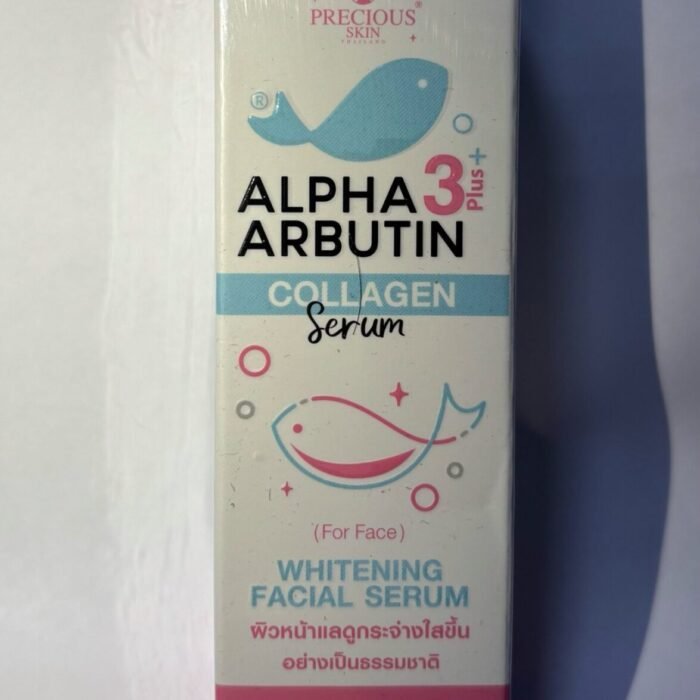 PRECIOUS®
SKIN
THAILAND
®
ALPHA 3 Plus+
ARBUTIN
COLLAGEN
Serum
(For Face)
WHITENING
FACIAL SERUM
ผิวหน้าแลดูกระจ่างใสขึ้น
อย่างเป็นธรรมชาติ